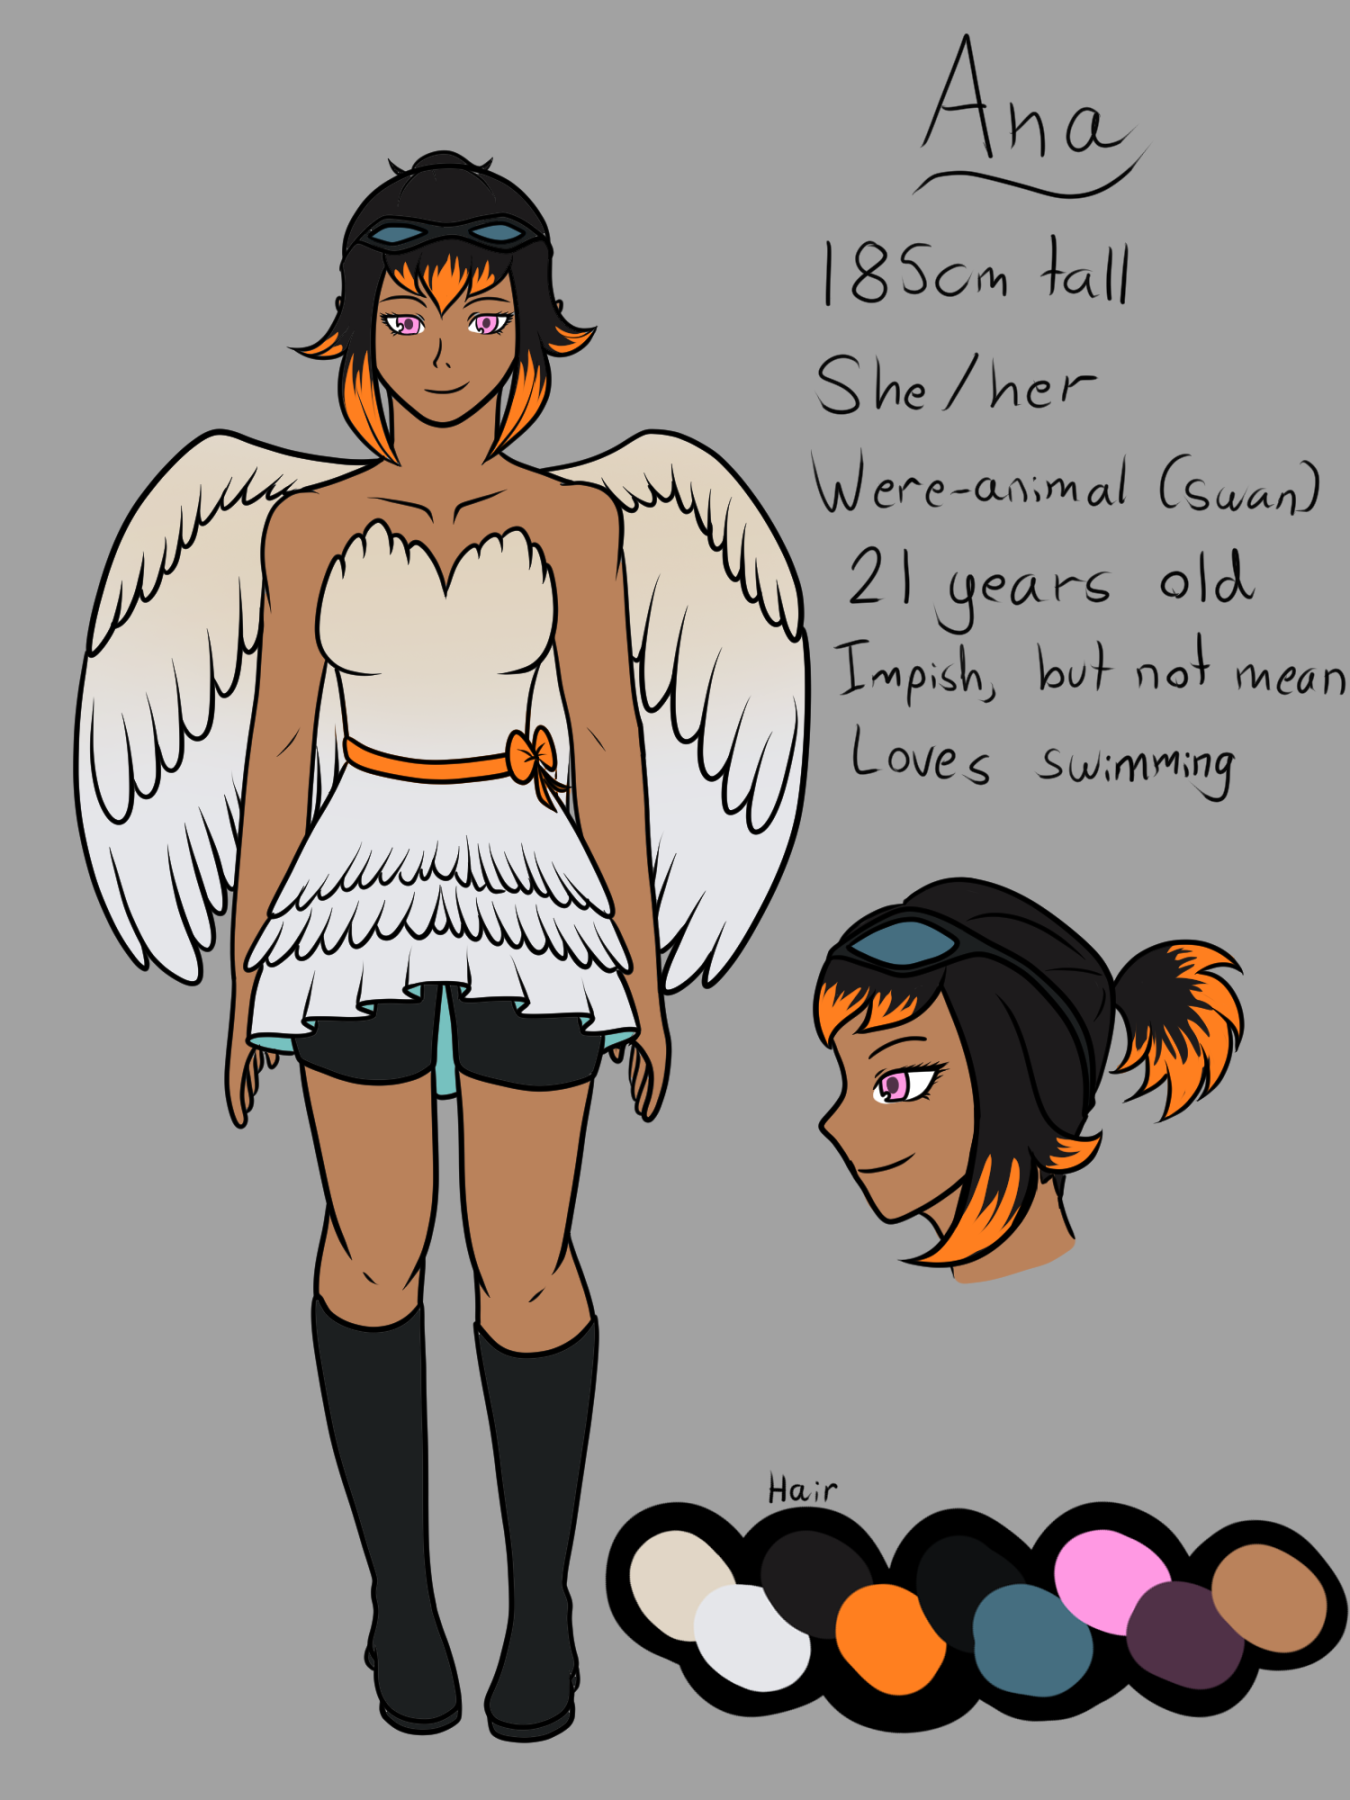 Ana
185cm tall
She/her
Were-animal (swan)
21 years old
Impish, but not mean
Loves swimming
Hair